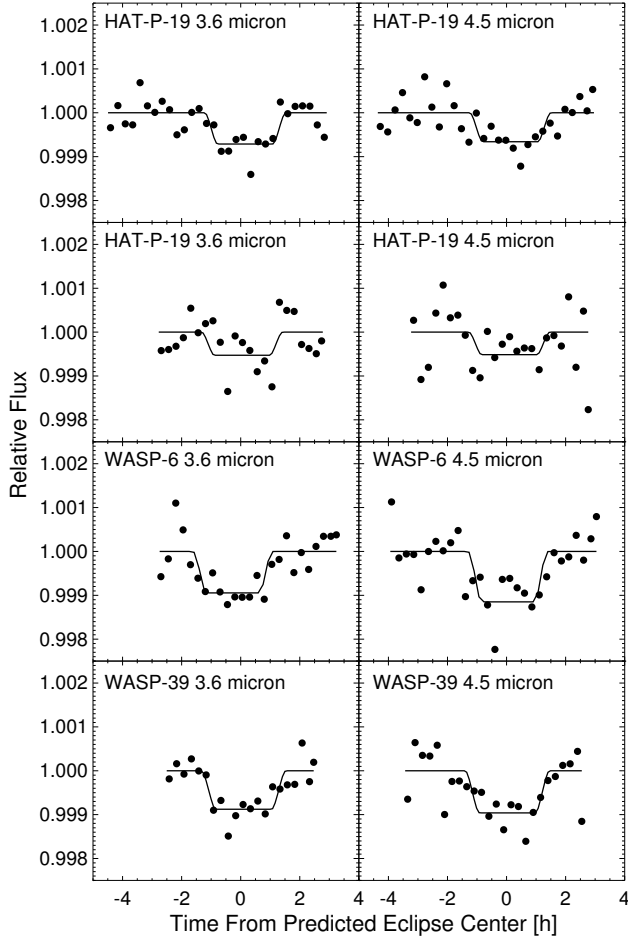 HAT-P-19 3.6 micron
HAT-P-19 4.5 micron
1.002
1.001
1.000
0.999
0.998
HAT-P-19 3.6 micron
HAT-P-19 4.5 micron
1.002
1.001
1.000
0.999
0.998
WASP-6 3.6 micron
WASP-6 4.5 micron
1.002
1.001
1.000
0.999
0.998
WASP-39 3.6 micron
WASP-39 4.5 micron
1.002
1.001
1.000
0.999
0.998
Relative Flux
-4 -2 0 2 4 -4 -2 0 2 4
Time From Predicted Eclipse Center [h]